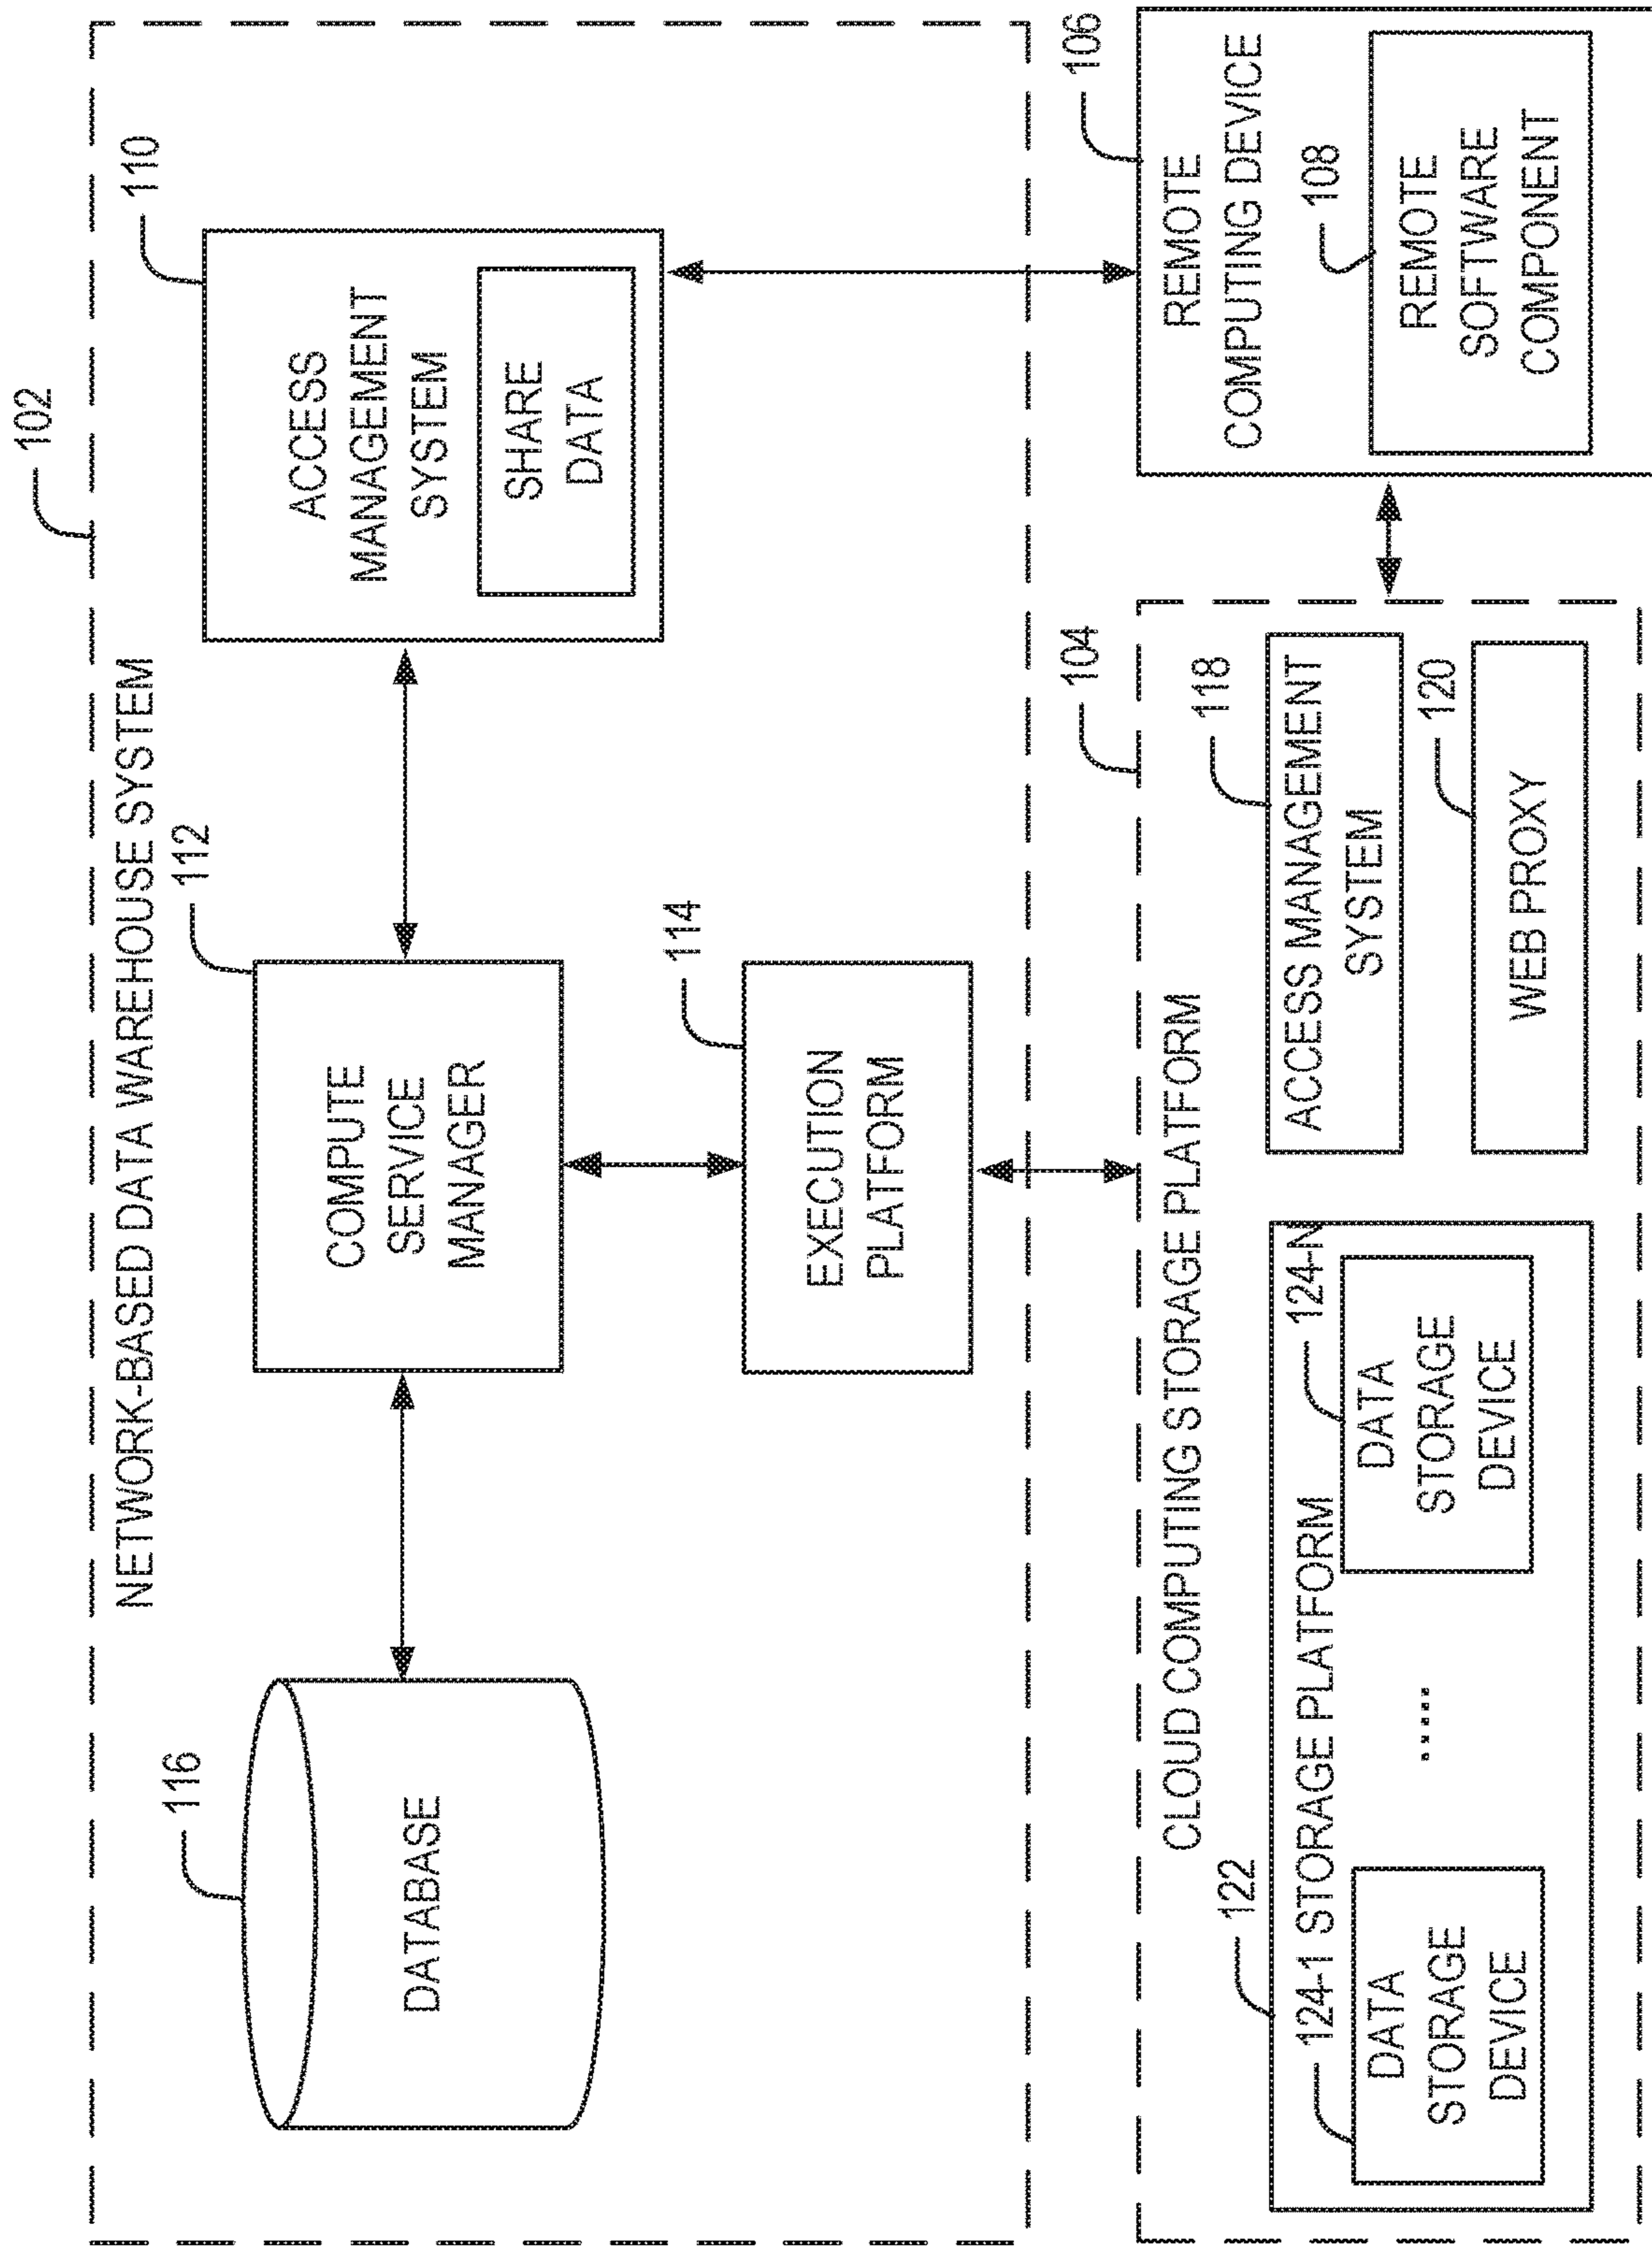 102
NETWORK-BASED DATA WAREHOUSE SYSTEM
116
112
110
DATABASE
COMPUTE
SERVICE
MANAGER
ACCESS
MANAGEMENT
SYSTEM
SHARE
DATA
114
EXECUTION
PLATFORM
104
106
CLOUD COMPUTING STORAGE PLATFORM
REMOTE
COMPUTING DEVICE
122
118
108
124-1 STORAGE PLATFORM
124-N
ACCESS MANAGEMENT
SYSTEM
DATA
STORAGE
DEVICE
.....
DATA
STORAGE
DEVICE
120
WEB PROXY
REMOTE
SOFTWARE
COMPONENT